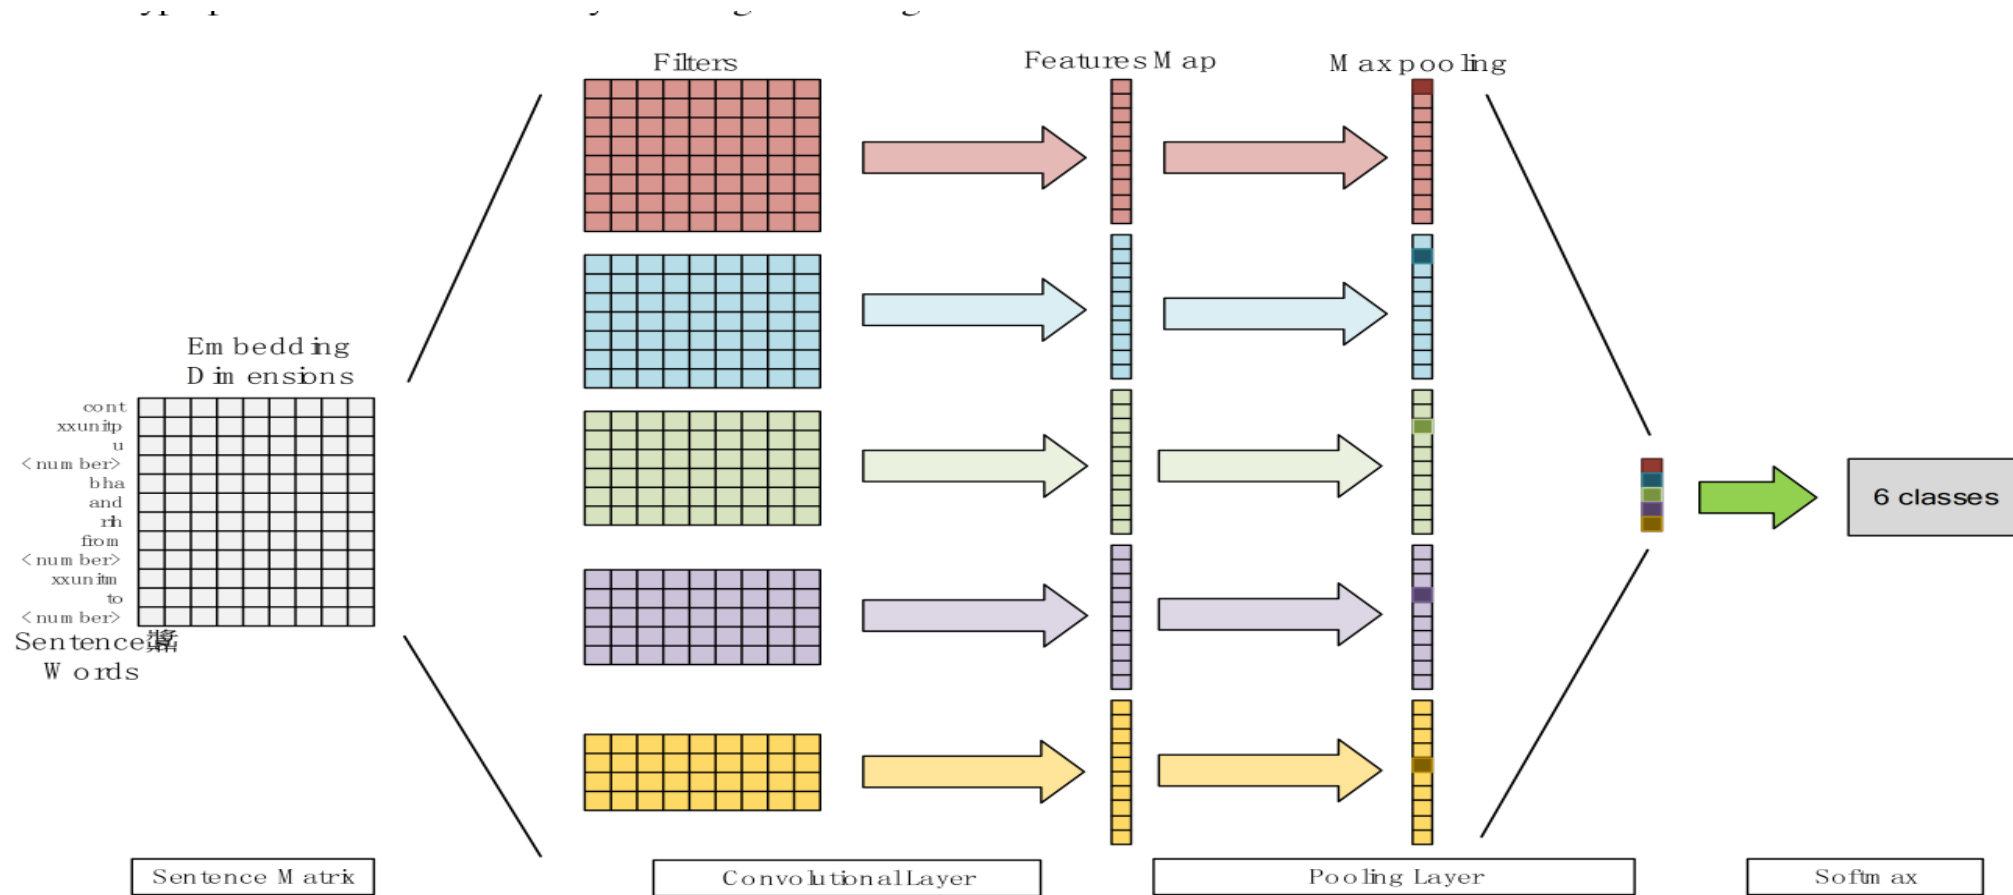 Filters
Features Map
Max pooling
Embedding
Dimensions
cont
xxunitp
u
<number>
bha
and
rih
from
<number>
xxunitm
to
<number>
Sentence
Words
6 classes
Sentence Matrix
Convolutional Layer
Pooling Layer
Softmax